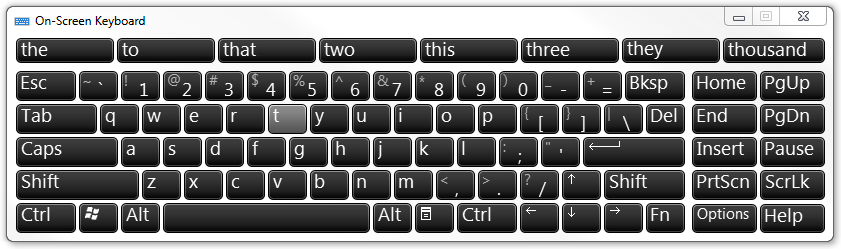 On-Screen Keyboard
the to that two this three they thousand
Esc ~ ` ! 1 @ 2 # 3 $ 4 % 5 ^ 6 & 7 * 8 ( 9 ) 0 _ - + = Bksp Home PgUp
Tab q w e r t y u i o p { [ } ] | \ Del End PgDn
Caps a s d f g h j k l : ; " ' Insert Pause
Shift z x c v b n m < , > . ? / ↑ Shift PrtScn ScrLk
Ctrl Alt Alt Ctrl ← ↓ → Fn Options Help